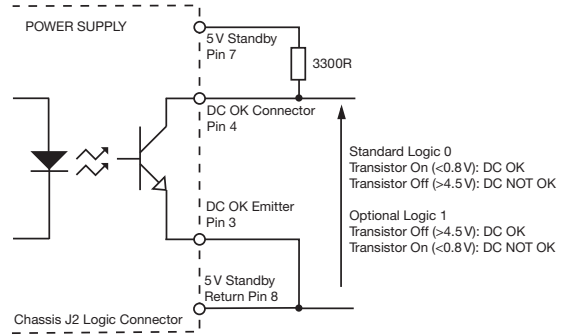 POWER SUPPLY
5 V Standby
Pin 7
3300R
DC OK Connector
Pin 4
Standard Logic 0
Transistor On (<0.8 V): DC OK
Transistor Off (>4.5 V): DC NOT OK
Optional Logic 1
Transistor Off (>4.5 V): DC OK
Transistor On (<0.8 V): DC NOT OK
DC OK Emitter
Pin 3
5 V Standby
Return Pin 8
Chassis J2 Logic Connector